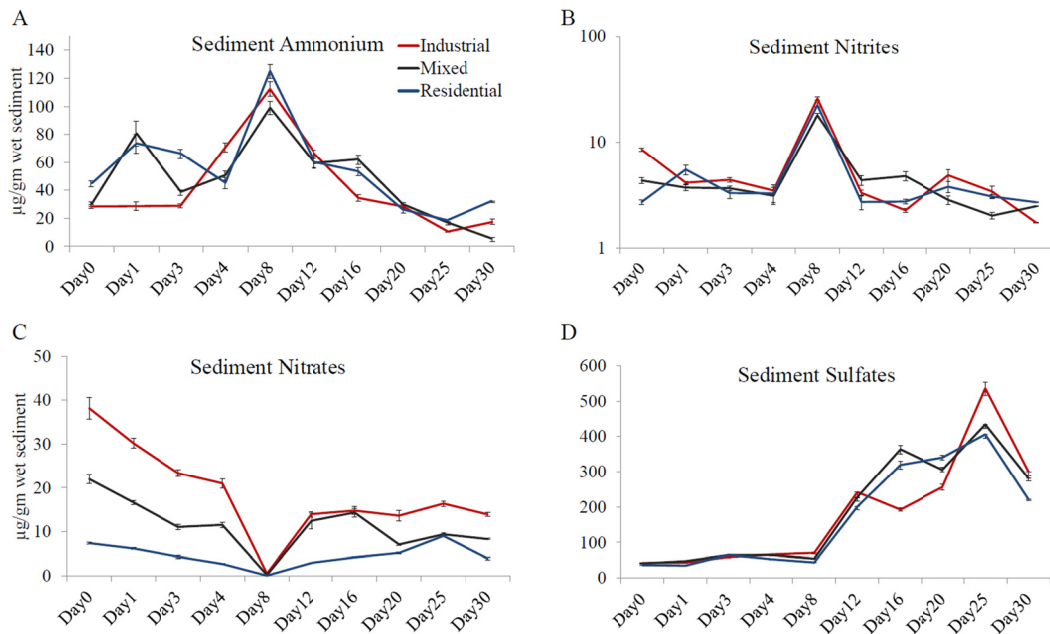 A
Sediment Ammonium
Industrial
Mixed
Residential
µg/gm wet sediment
140
120
100
80
60
40
20
0
Day0
Day1
Day3
Day4
Day8
Day12
Day16
Day20
Day25
Day30
B
Sediment Nitrites
100
10
1
Day0
Day1
Day3
Day4
Day8
Day12
Day16
Day20
Day25
Day30
C
Sediment Nitrates
µg/gm wet sediment
50
40
30
20
10
0
Day0
Day1
Day3
Day4
Day8
Day12
Day16
Day20
Day25
Day30
D
Sediment Sulfates
600
500
400
300
200
100
0
Day0
Day1
Day3
Day4
Day8
Day12
Day16
Day20
Day25
Day30